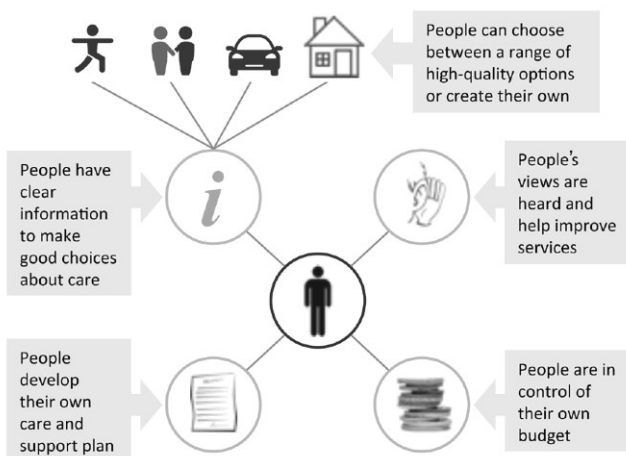 People can choose
between a range of
high-quality options
or create their own
People have
clear
information
to make
good choices
about care
i
People's
views are
heard and
help improve
services
People
develop
their own
care and
support plan
People are in
control of
their own
budget